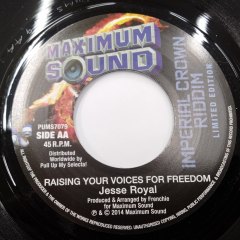 MAXIMUM
SOUND
PUMS7079
SIDE AA
45 R.P.M.
Distributed
Worldwide by
Pull Up My Selecta!
IMPERIAL CROWN
RIDDIM
LIMITED EDITION
RAISING YOUR VOICES FOR FREEDOM
Jesse Royal
Produced & Arranged by Frenchie
for Maximum Sound
℗ & © 2014 Maximum Sound